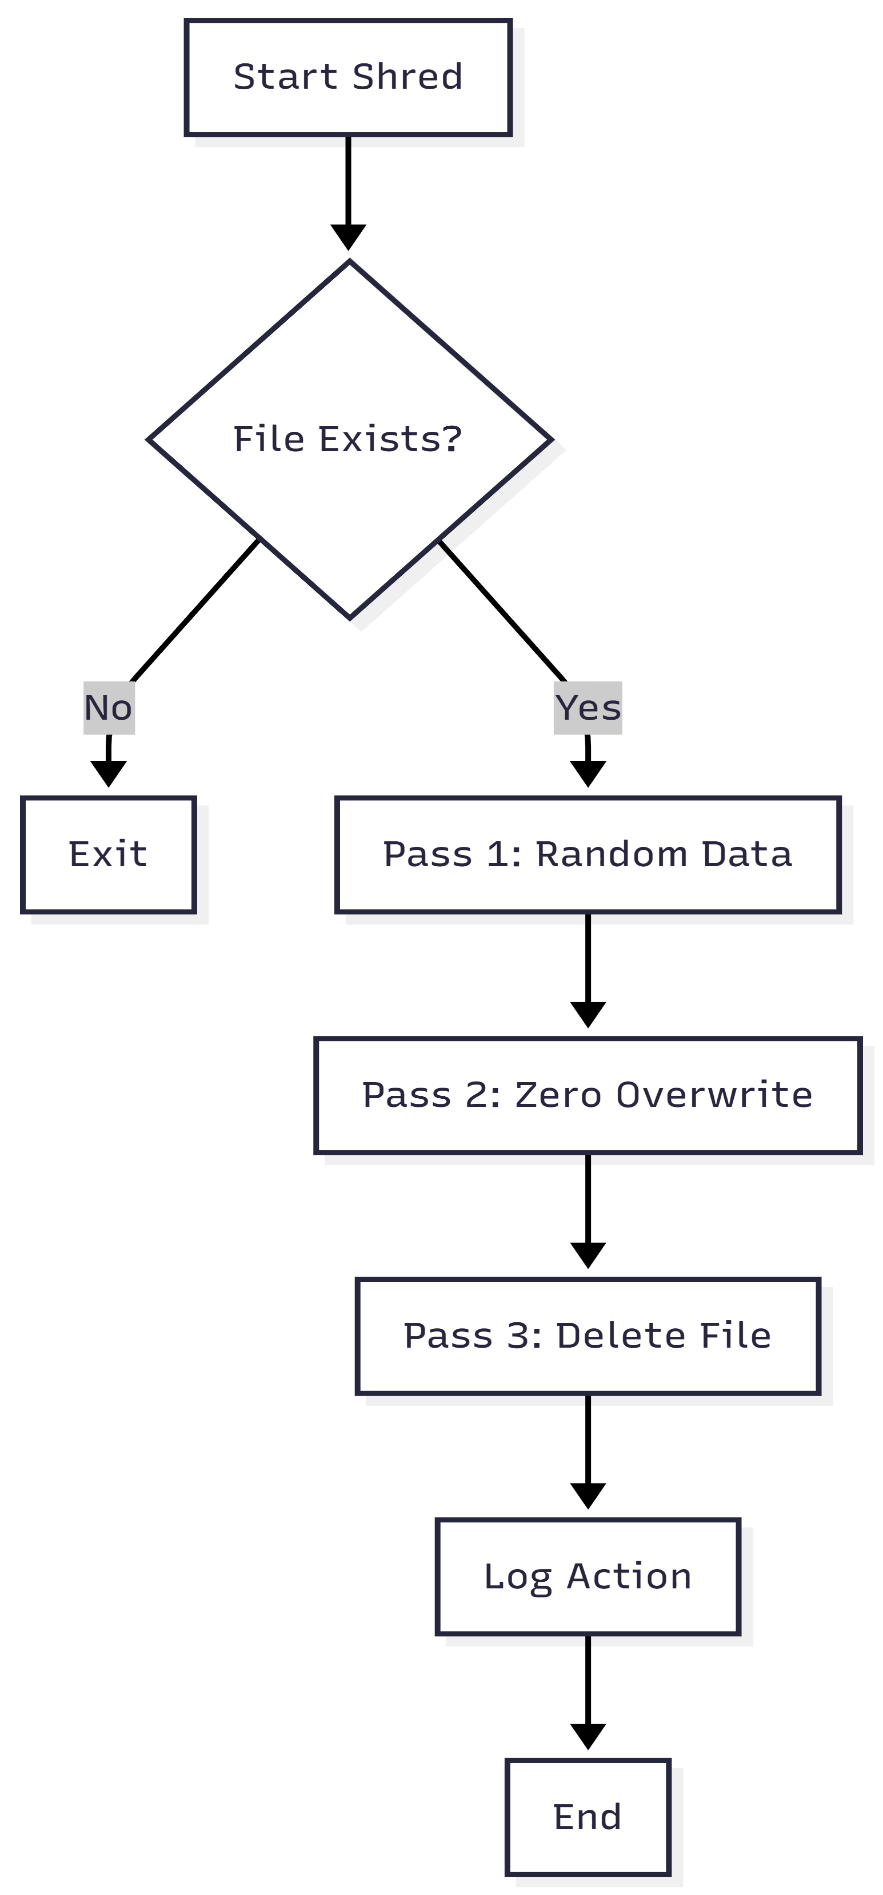 Start Shred
File Exists?
No
Yes
Exit
Pass 1: Random Data
Pass 2: Zero Overwrite
Pass 3: Delete File
Log Action
End